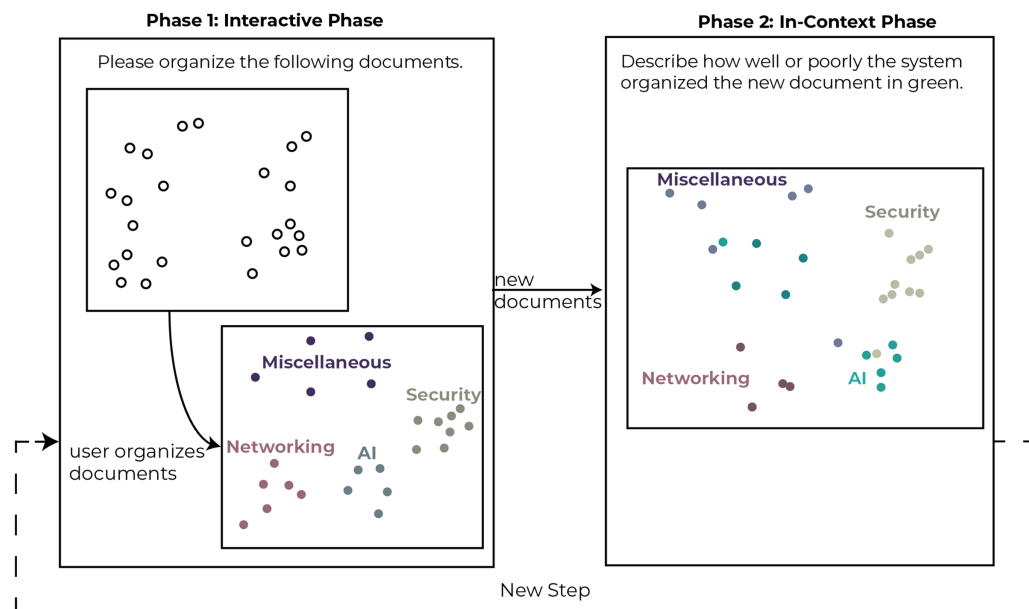 Phase 1: Interactive Phase
Please organize the following documents.
Miscellaneous
Security
Networking
AI
user organizes
documents
new
documents
Phase 2: In-Context Phase
Describe how well or poorly the system
organized the new document in green.
Miscellaneous
Security
Networking
AI
New Step